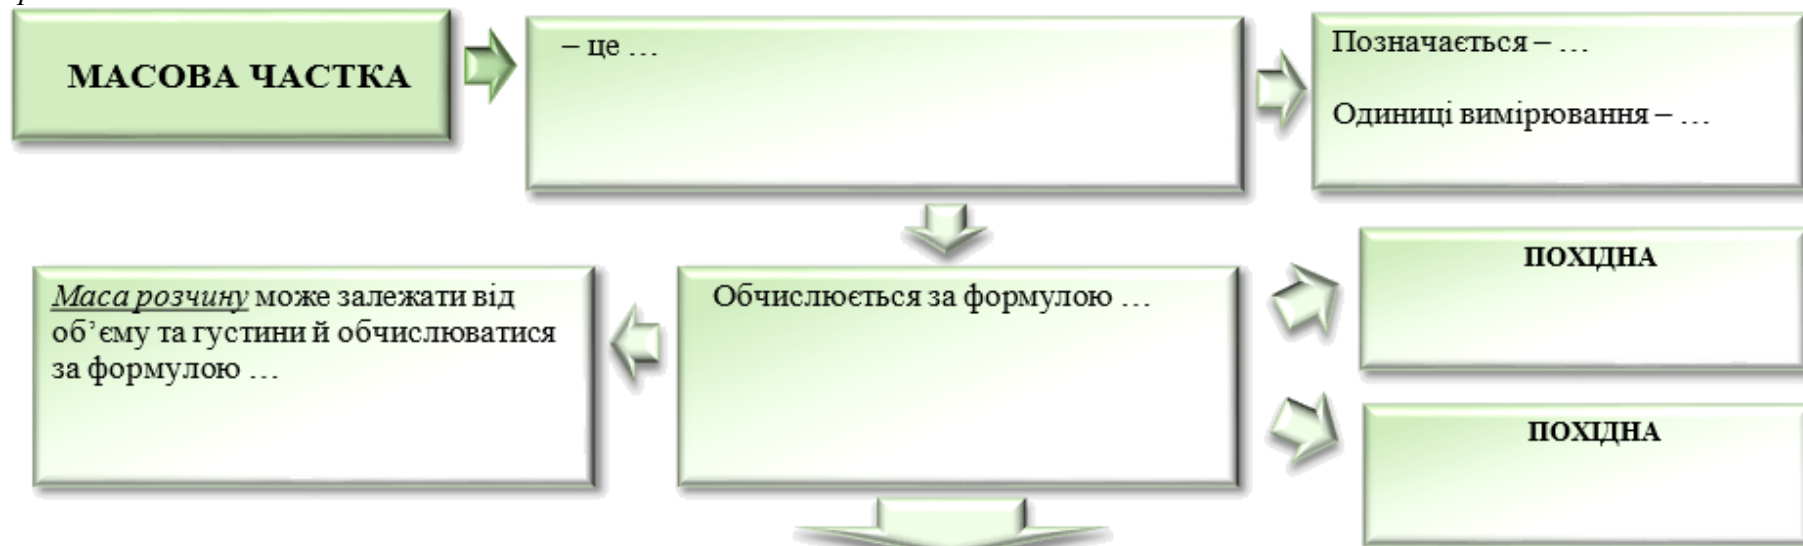 МАСОВА ЧАСТКА
– це …
Позначається – …
Одиниці вимірювання – …
Маса розчину може залежати від
об’єму та густини й обчислюватися
за формулою …
Обчислюється за формулою …
ПОХІДНА
ПОХІДНА